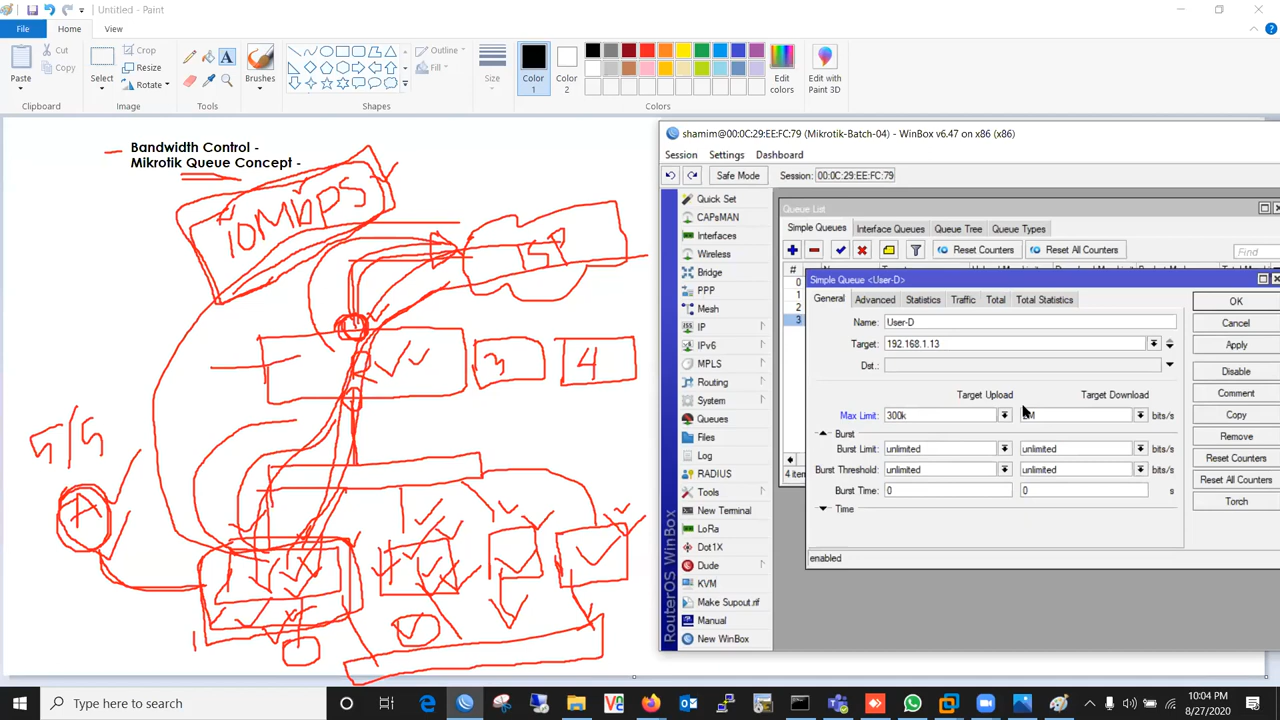 Untitled - Paint
File
Home
View
Paste
Cut
Copy
Clipboard
Select
Crop
Resize
Rotate
Image
Tools
Brushes
Outline
Fill
Shapes
Size
Color 1
Color 2
Edit colors
Edit with Paint 3D
Colors
Bandwidth Control -
Mikrotik Queue Concept -
10Mbps
3
4
5/5
A
shamim@00:0C:29:EE:FC:79 (Mikrotik-Batch-04) - WinBox v6.47 on x86 (x86)
Session Settings Dashboard
Safe Mode Session: 00:0C:29:EE:FC:79
Quick Set
CAPsMAN
Interfaces
Wireless
Bridge
PPP
Mesh
IP
IPv6
MPLS
Routing
System
Queues
Files
Log
RADIUS
Tools
New Terminal
LoRa
Dot1X
Dude
KVM
Make Supout.rif
Manual
New WinBox
RouterOS WinBox
Queue List
Simple Queues Interface Queues Queue Tree Queue Types
Reset Counters Reset All Counters Find
#
0
1
2
3
Simple Queue <User-D>
General Advanced Statistics Traffic Total Total Statistics
Name: User-D
Target: 192.168.1.13
Dst.:
Target Upload Target Download
Max Limit: 300k bits/s
Burst
Burst Limit: unlimited unlimited bits/s
Burst Threshold: unlimited unlimited bits/s
Burst Time: 0 0 s
Time
enabled
OK
Cancel
Apply
Disable
Comment
Copy
Remove
Reset Counters
Reset All Counters
Torch
Type here to search
10:04 PM
8/27/2020